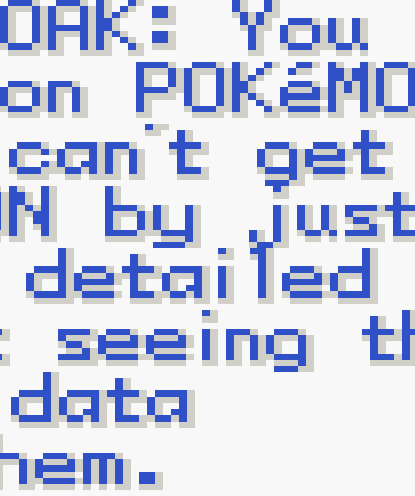 OAK: You
on POKéMO
can't get
N by just
detailed
seeing th
data
hem.